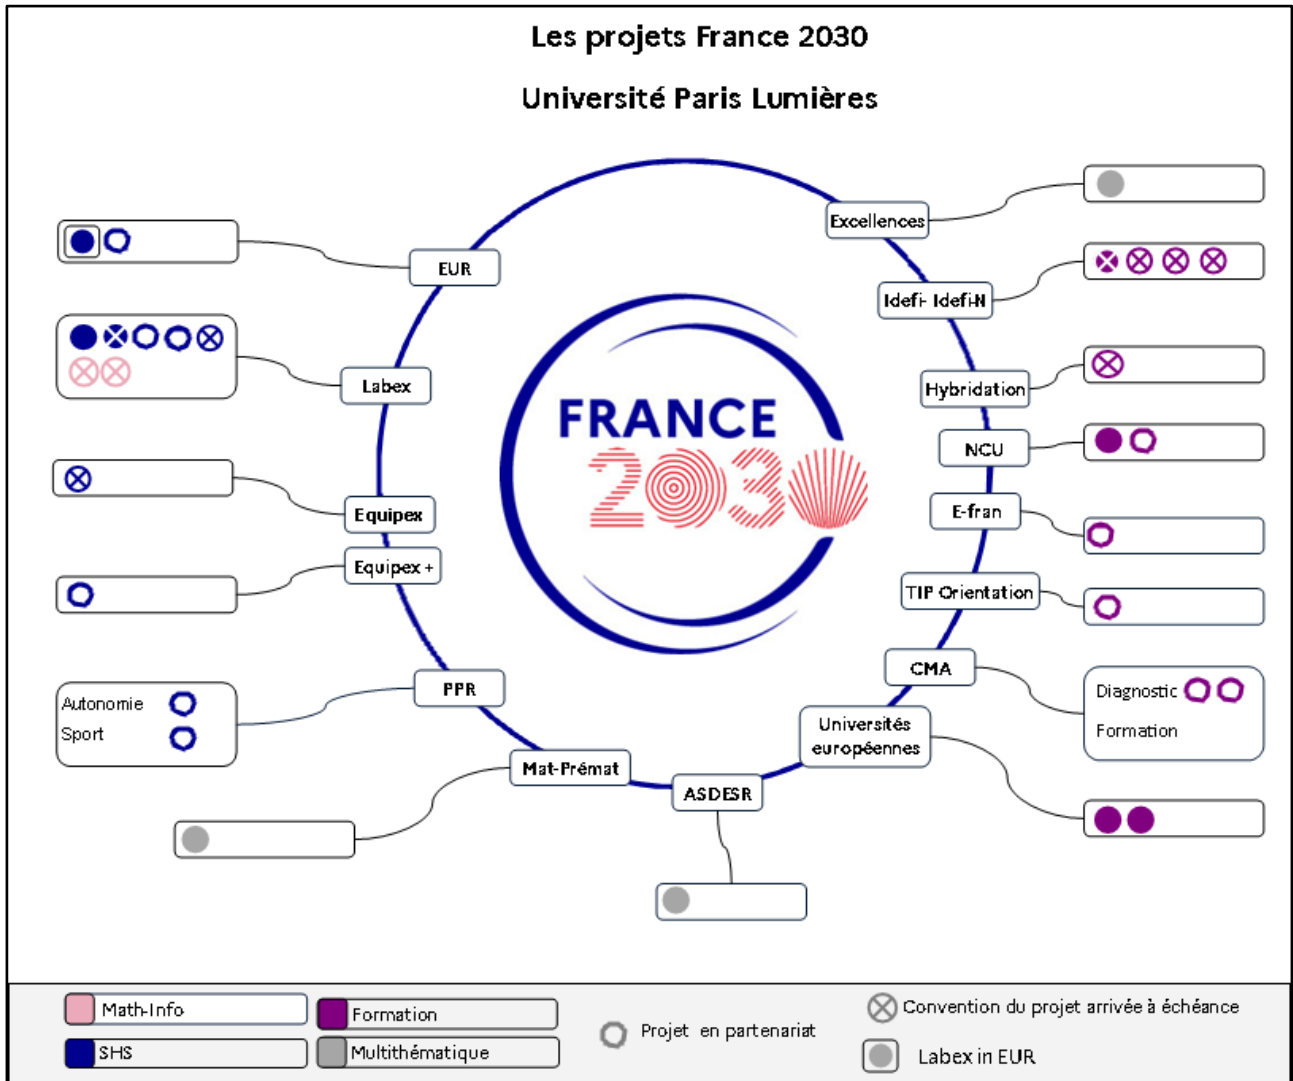 Les projets France 2030
Université Paris Lumières
Excellences
EUR
Idefi- Idefi-N
Labex
Hybridation
FRANCE
2030
NCU
Equipex
E-fran
Equipex +
TIP Orientation
CMA
PPR
Autonomie
Sport
Diagnostic
Formation
Universités
européennes
Mat-Prémat
ASDESR
Math-Info
SHS
Formation
Multithématique
Projet en partenariat
Convention du projet arrivée à échéance
Labex in EUR